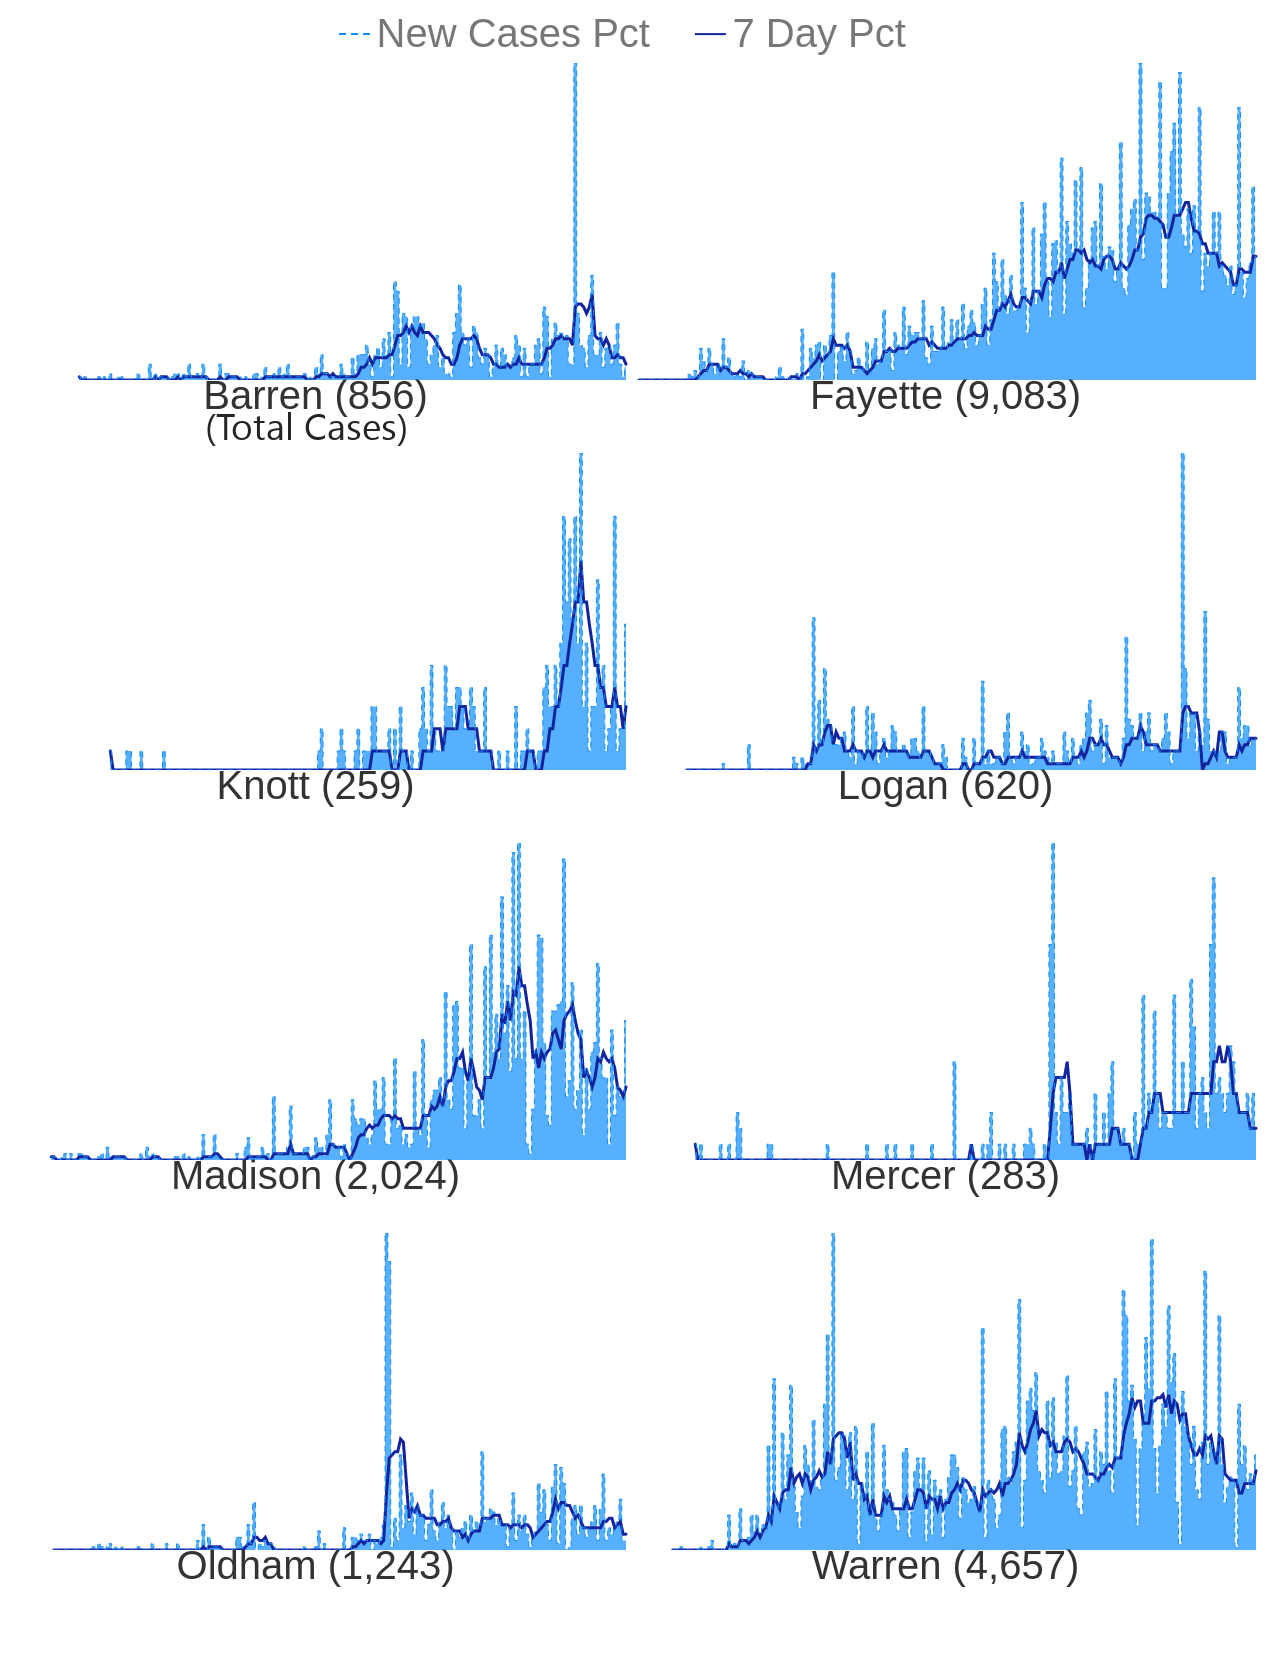 New Cases Pct 7 Day Pct
Barren (856) Fayette (9,083)
(Total Cases)
Knott (259) Logan (620)
Madison (2,024) Mercer (283)
Oldham (1,243) Warren (4,657)